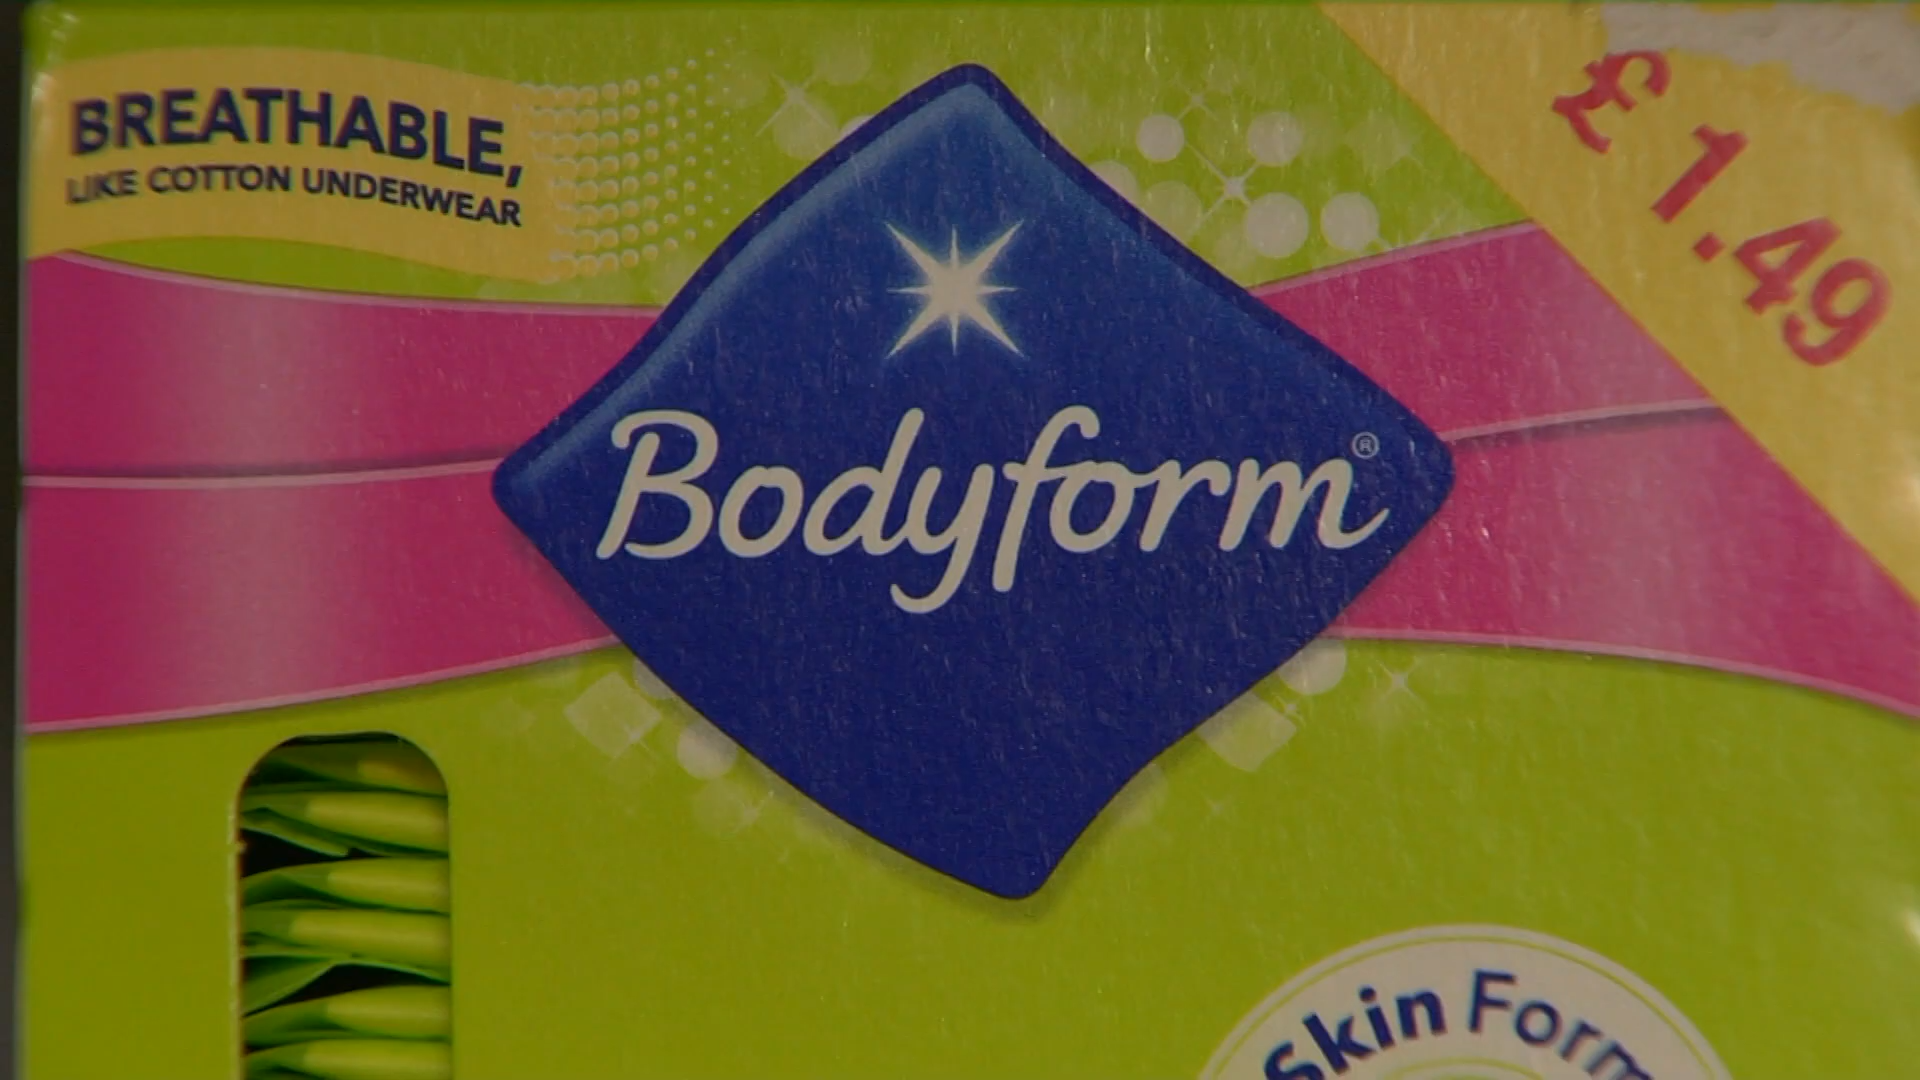 BREATHABLE,
LIKE COTTON UNDERWEAR
£1.49
Bodyform®
Skin Form